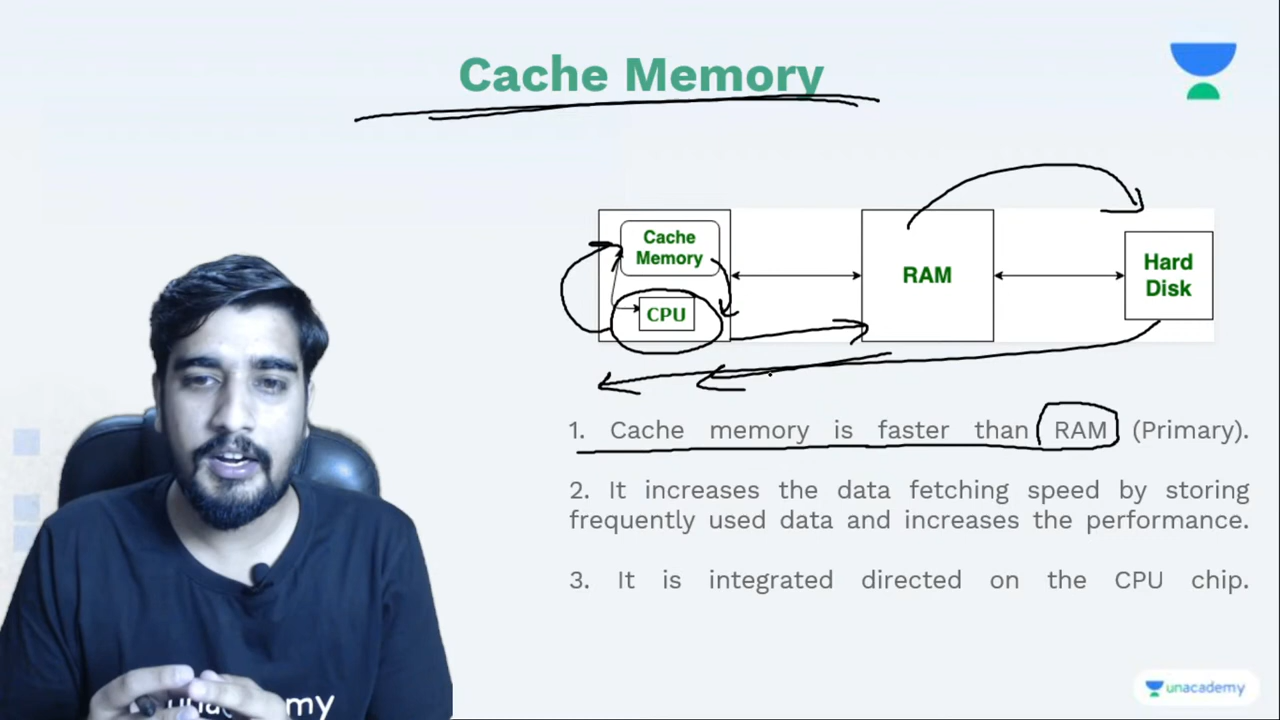 Cache Memory
Cache
Memory
CPU
RAM
Hard
Disk
1. Cache memory is faster than RAM (Primary).
2. It increases the data fetching speed by storing
frequently used data and increases the performance.
3. It is integrated directed on the CPU chip.
unacademy